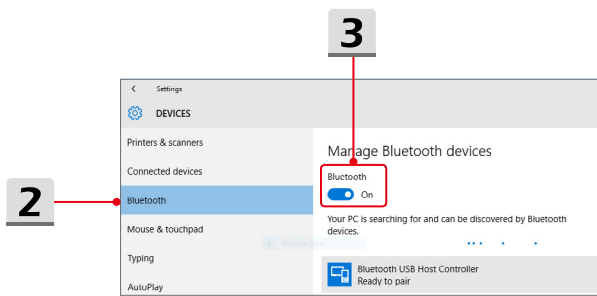 3
Settings
DEVICES
Printers & scanners
Connected devices
Bluetooth
Mouse & touchpad
Typing
AutoPlay
Manage Bluetooth devices
Bluetooth
On
Your PC is searching for and can be discovered by Bluetooth
devices.
Bluetooth USB Host Controller
Ready to pair
2